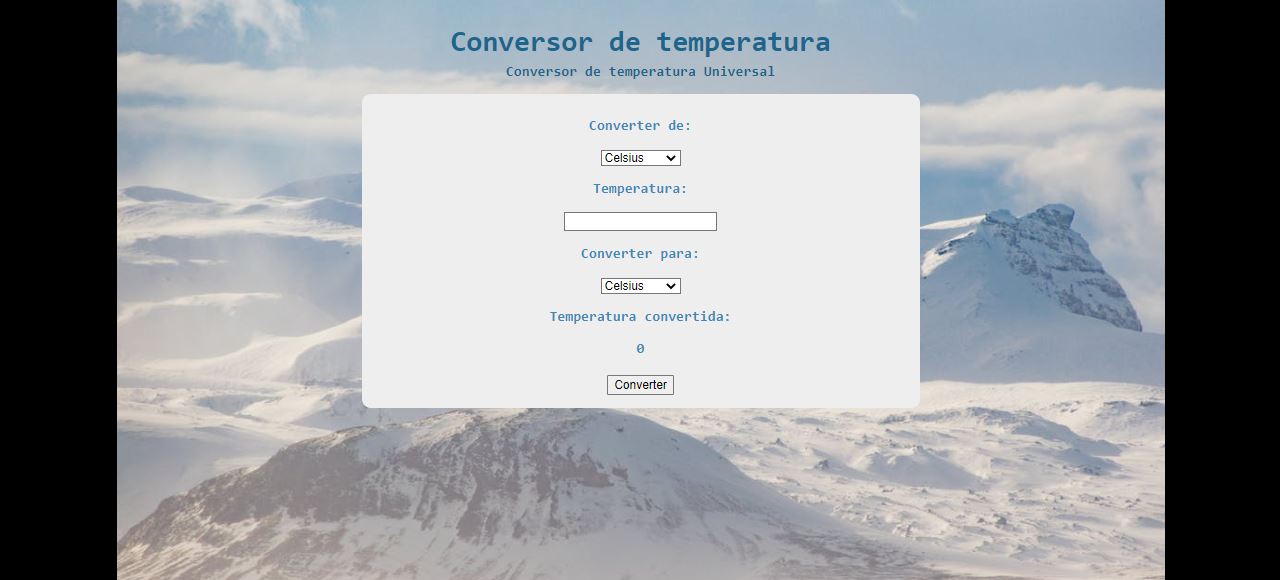 Conversor de temperatura
Conversor de temperatura Universal
Converter de:
Celsius
Temperatura:
Converter para:
Celsius
Temperatura convertida:
0
Converter